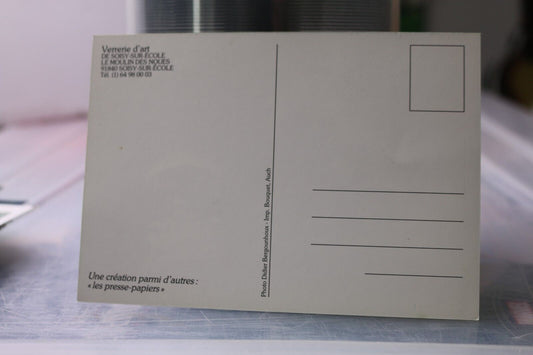 Verrerie d'art
DE SOISY-SUR-ÉCOLE
LE MOULIN DES NOUES
91840 SOISY-SUR-ÉCOLE
Tél. (1) 64 98 00 03
Une création parmi d'autres :
« les presse-papiers »
Photo Didier Bergounhoux - Imp. Bouquet, Auch